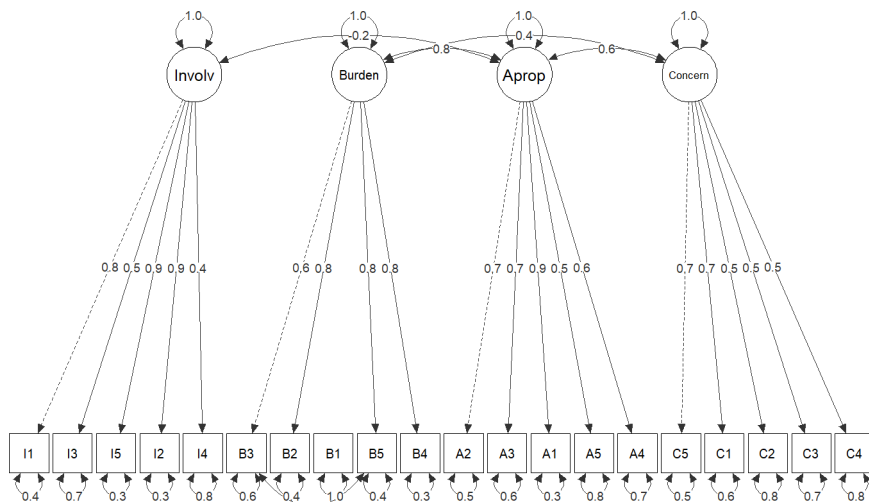 1.0 1.0 1.0 1.0
-0.2 0.4
0.8 0.6
Involv Burden Aprop Concern
0.8 0.5 0.9 0.9 0.4 0.6 0.8 0.8 0.8 0.7 0.7 0.9 0.5 0.6 0.7 0.7 0.5 0.5 0.5
I1 I3 I5 I2 I4 B3 B2 B1 B5 B4 A2 A3 A1 A5 A4 C5 C1 C2 C3 C4
0.4 0.7 0.3 0.3 0.8 0.6 0.4 1.0 0.4 0.3 0.5 0.6 0.3 0.8 0.7 0.5 0.6 0.8 0.7 0.8